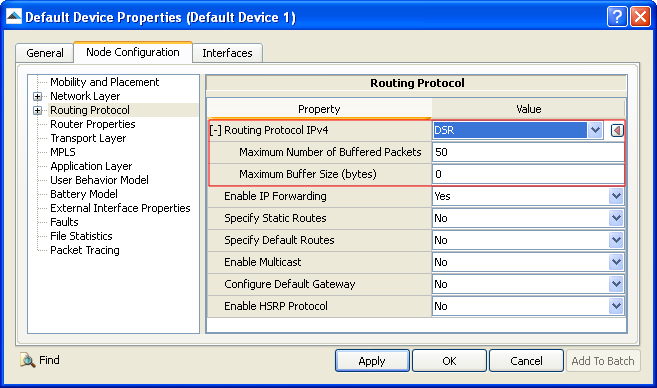 Default Device Properties (Default Device 1)
General Node Configuration Interfaces
Mobility and Placement
Network Layer
Routing Protocol
Router Properties
Transport Layer
MPLS
Application Layer
User Behavior Model
Battery Model
External Interface Properties
Faults
File Statistics
Packet Tracing
Routing Protocol
Property Value
[-] Routing Protocol IPv4 DSR
Maximum Number of Buffered Packets 50
Maximum Buffer Size (bytes) 0
Enable IP Forwarding Yes
Specify Static Routes No
Specify Default Routes No
Enable Multicast No
Configure Default Gateway No
Enable HSRP Protocol No
Find Apply OK Cancel Add To Batch